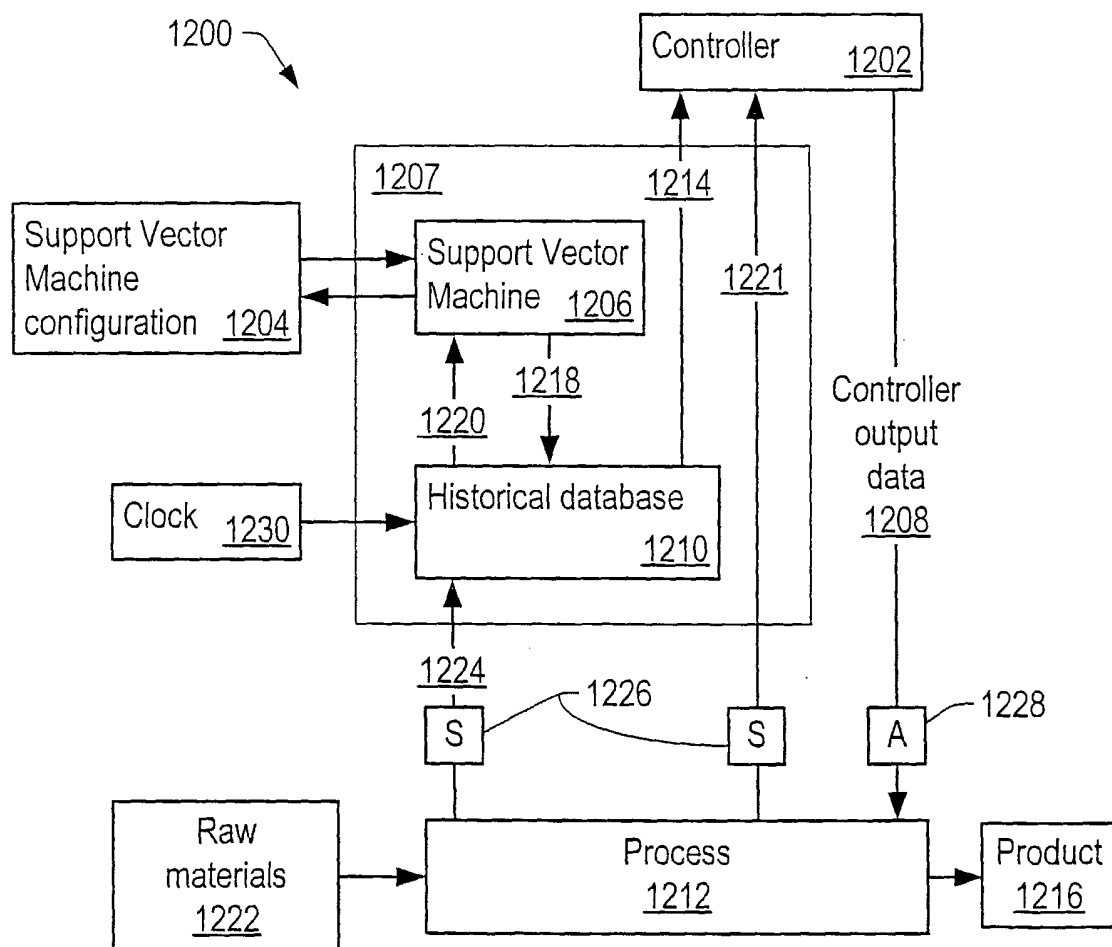 1200
Controller
1202
1207
1214
Support Vector
Machine
configuration
1204
Support Vector
Machine
1206
1221
1218
1220
Controller
output
data
1208
Clock
1230
Historical database
1210
1224
1226
1228
S
S
A
Raw
materials
1222
Process
1212
Product
1216